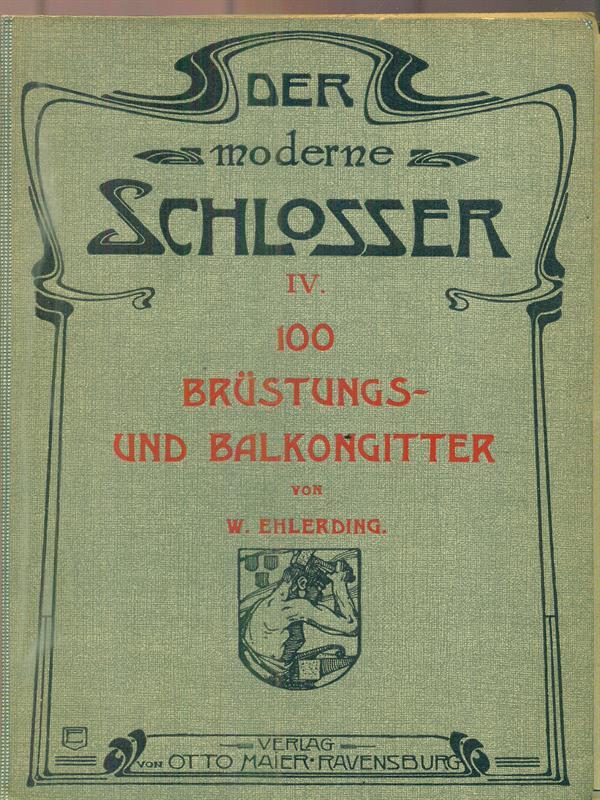 DER
moderne
SCHLOSSER
IV.
100
BRÜSTUNGS-
UND BALKONGITTER
VON
W. EHLERDING.
VERLAG
VON OTTO MAIER · RAVENSBURG